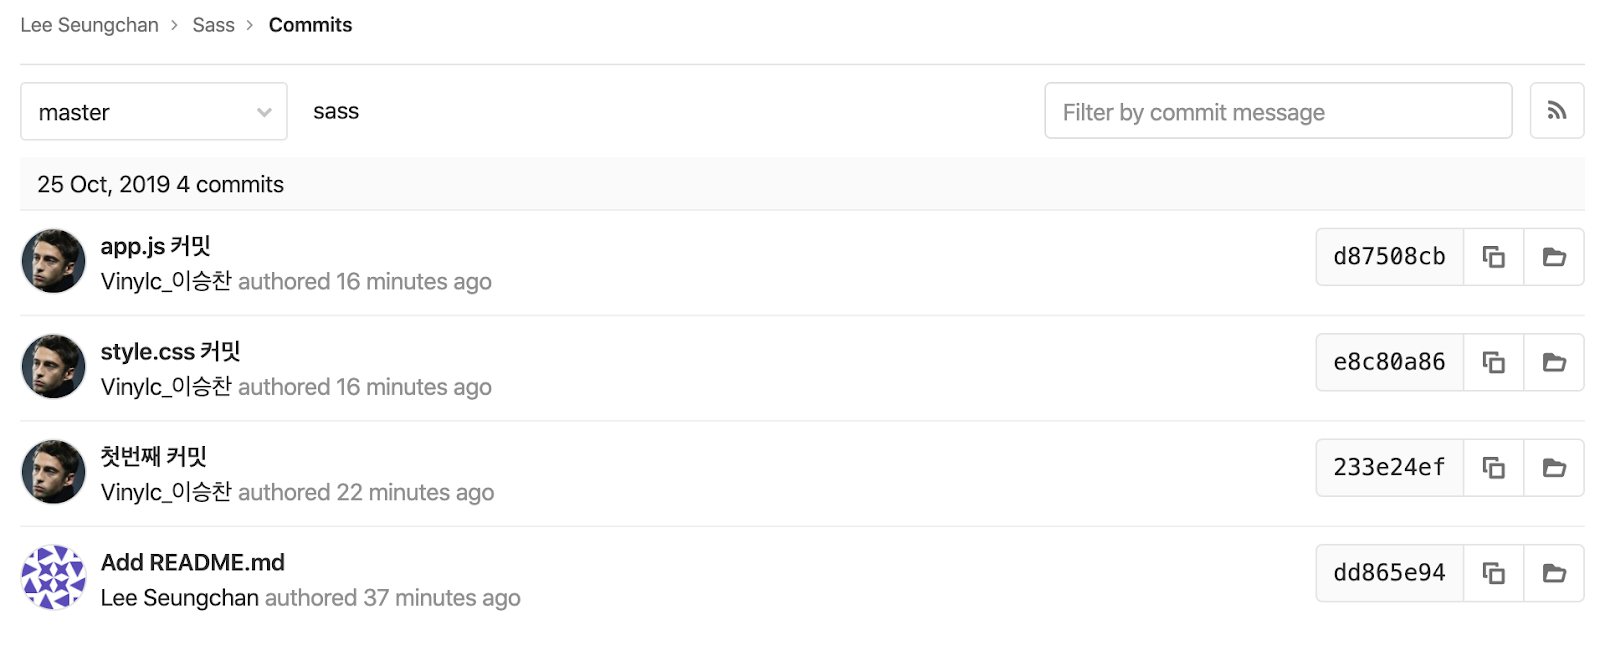 Lee Seungchan > Sass > Commits
master
sass
Filter by commit message
25 Oct, 2019 4 commits
app.js 커밋
Vinylc_이승찬 authored 16 minutes ago
d87508cb
style.css 커밋
Vinylc_이승찬 authored 16 minutes ago
e8c80a86
첫번째 커밋
Vinylc_이승찬 authored 22 minutes ago
233e24ef
Add README.md
Lee Seungchan authored 37 minutes ago
dd865e94